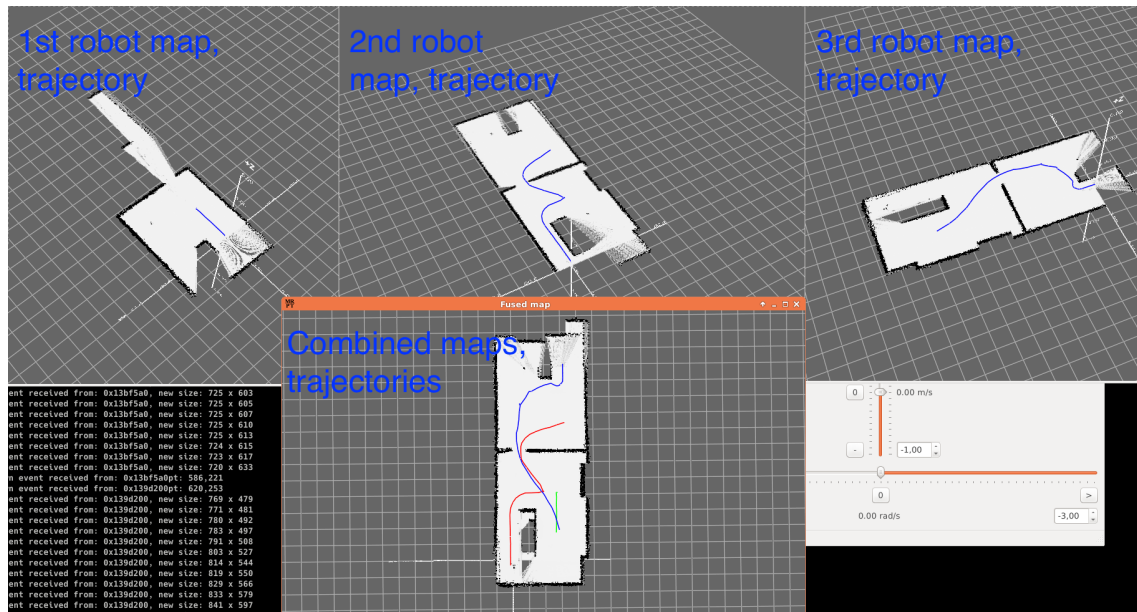 1st robot map,
trajectory
2nd robot
map, trajectory
3rd robot map,
trajectory
Fused map
Combined maps,
trajectories
ent received from: 0x13bf5a0, new size: 725 x 603
ent received from: 0x13bf5a0, new size: 725 x 605
ent received from: 0x13bf5a0, new size: 725 x 607
ent received from: 0x13bf5a0, new size: 725 x 610
ent received from: 0x13bf5a0, new size: 725 x 613
ent received from: 0x13bf5a0, new size: 724 x 615
ent received from: 0x13bf5a0, new size: 723 x 617
ent received from: 0x13bf5a0, new size: 720 x 633
n event received from: 0x13bf5a0pt: 586,221
n event received from: 0x139d200pt: 620,253
ent received from: 0x139d200, new size: 769 x 479
ent received from: 0x139d200, new size: 771 x 481
ent received from: 0x139d200, new size: 780 x 492
ent received from: 0x139d200, new size: 783 x 497
ent received from: 0x139d200, new size: 791 x 508
ent received from: 0x139d200, new size: 803 x 527
ent received from: 0x139d200, new size: 814 x 544
ent received from: 0x139d200, new size: 819 x 550
ent received from: 0x139d200, new size: 829 x 566
ent received from: 0x139d200, new size: 833 x 579
ent received from: 0x139d200, new size: 841 x 597
0 0.00 m/s
- -1,00
0 >
0.00 rad/s -3,00